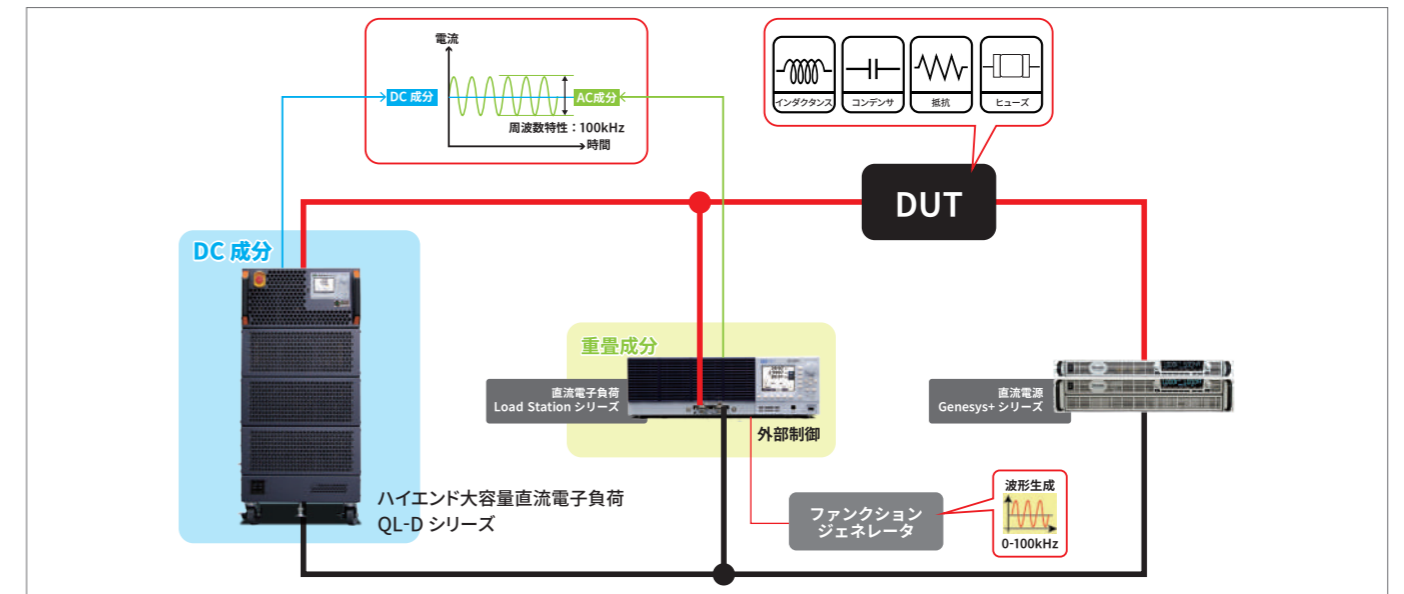 電流
DC 成分
AC成分
周波数特性：100kHz
時間
インダクタンス
コンデンサ
抵抗
ヒューズ
DUT
DC 成分
重畳成分
直流電子負荷
Load Station シリーズ
外部制御
直流電源
Genesys+ シリーズ
ハイエンド大容量直流電子負荷
QL-D シリーズ
ファンクション
ジェネレータ
波形生成
0-100kHz